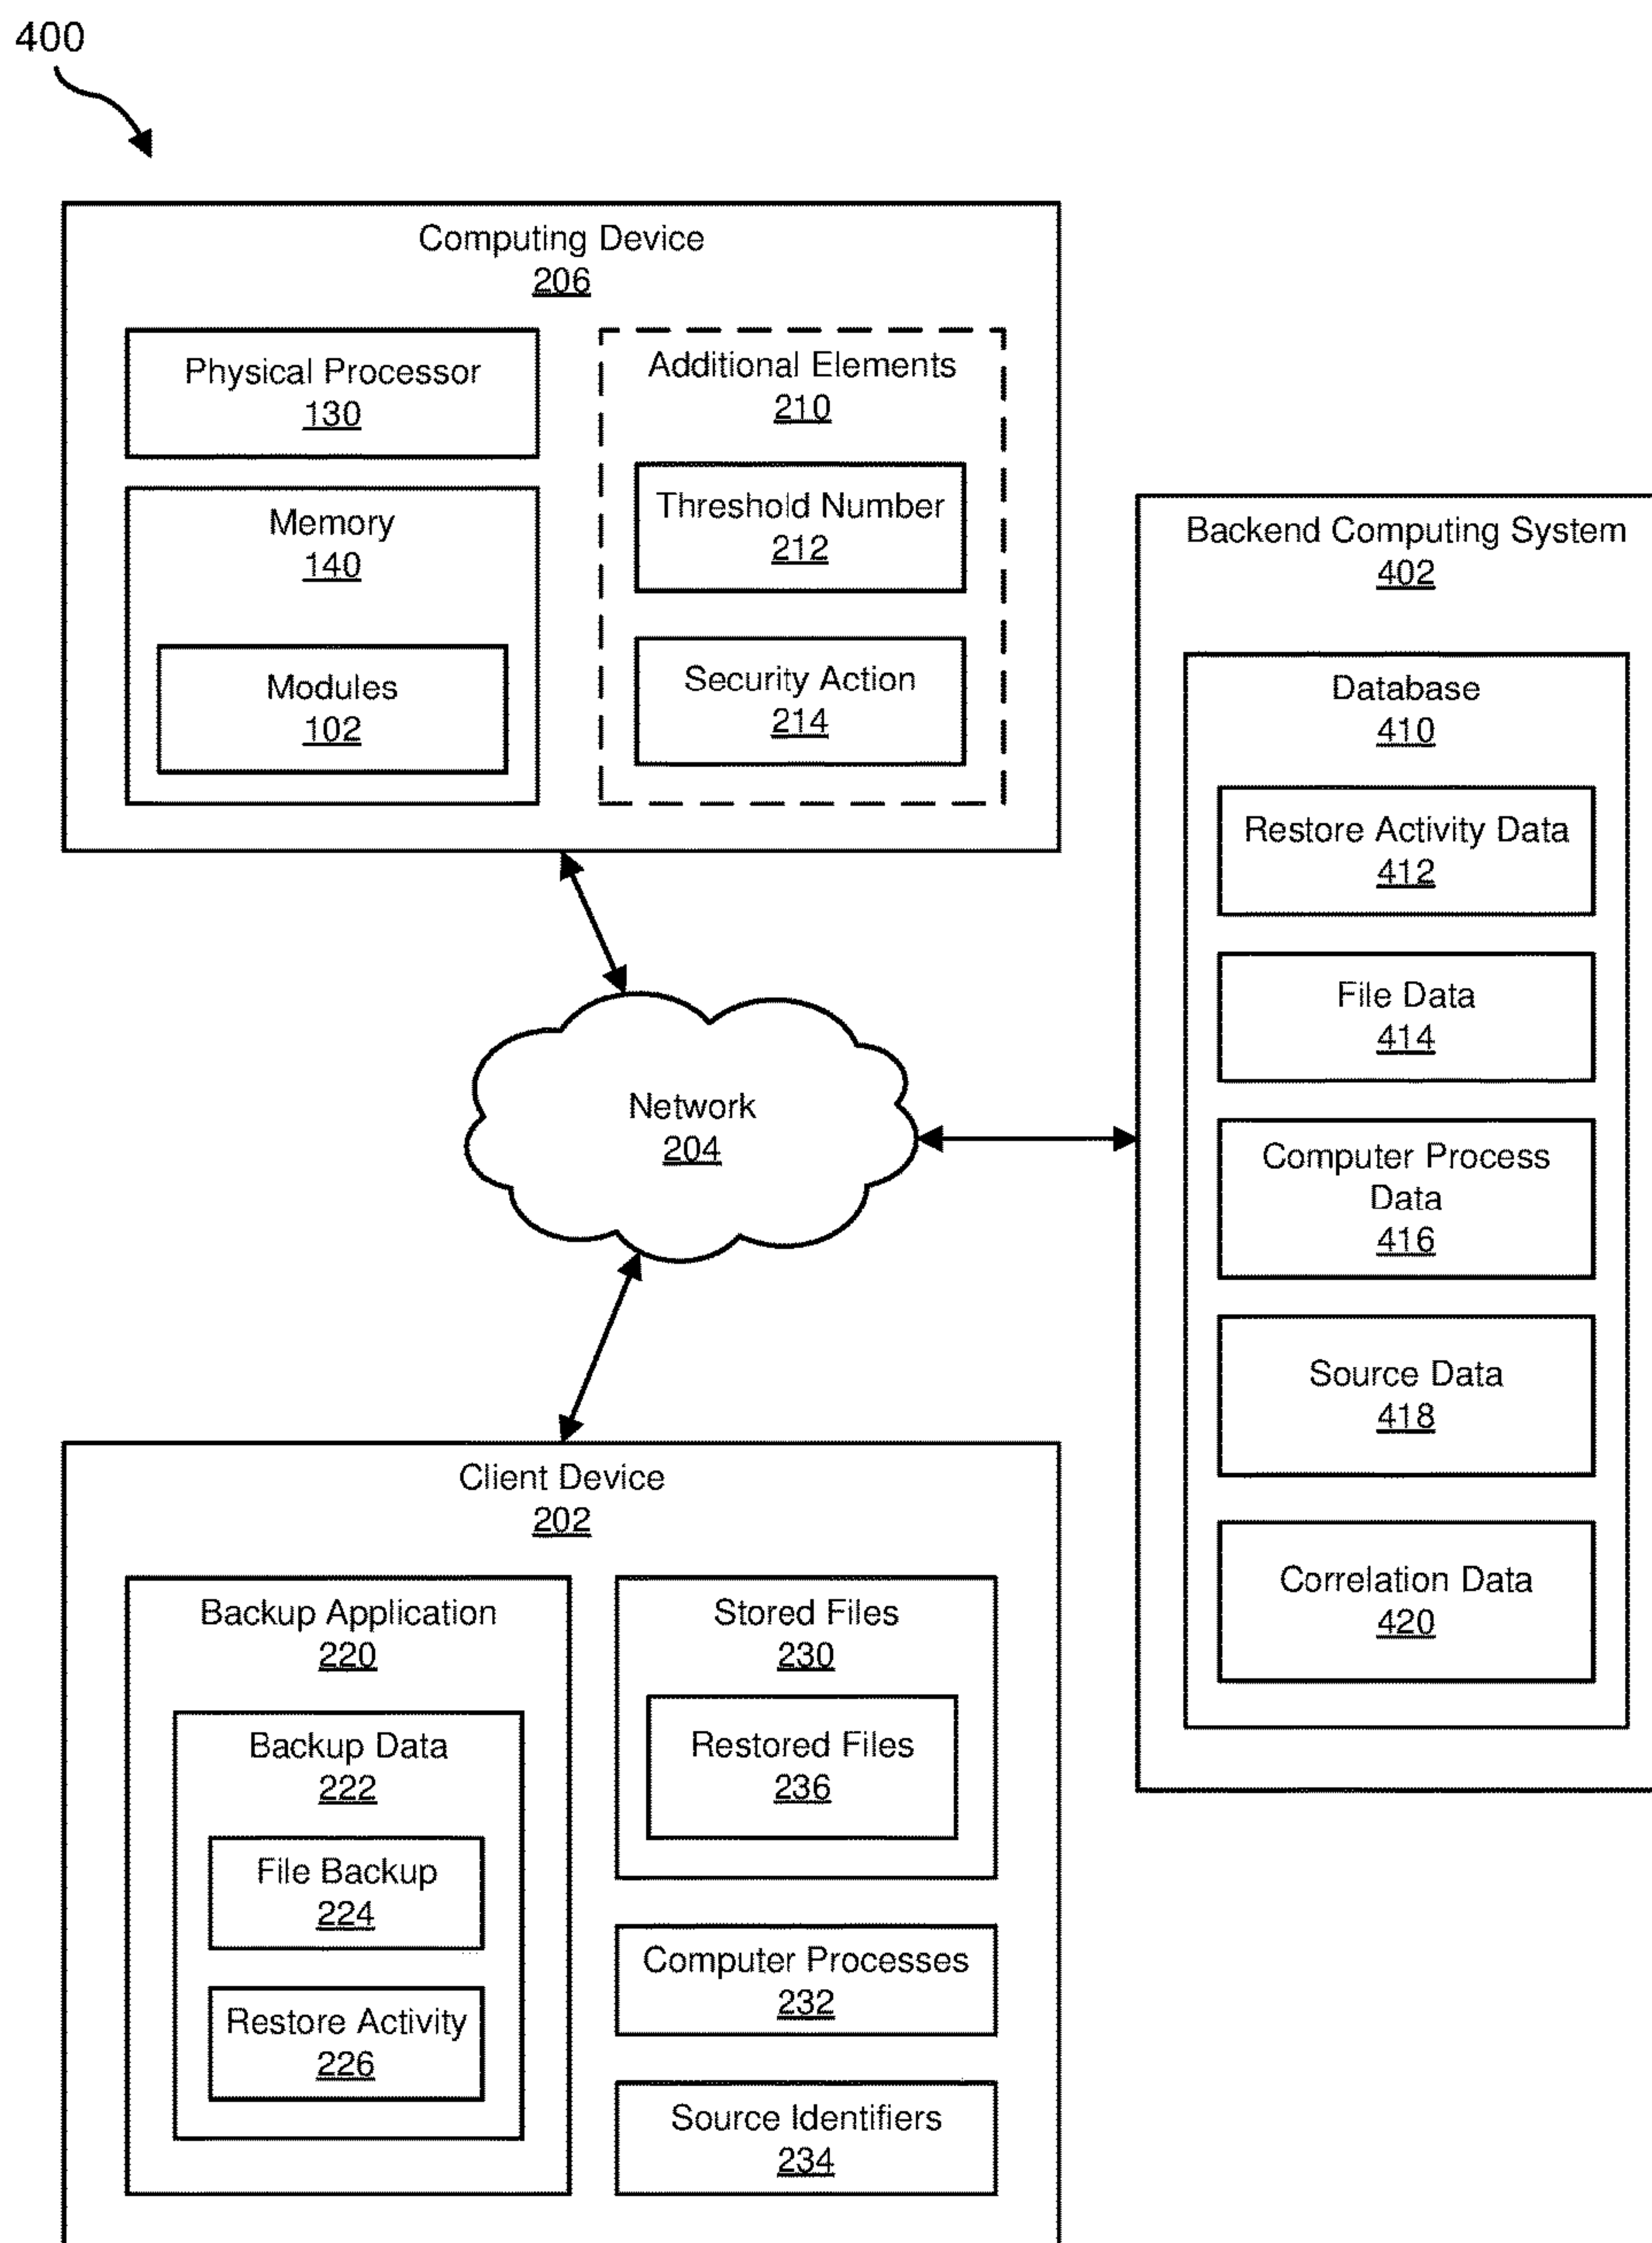 400
Computing Device
206
Physical Processor
130
Memory
140
Modules
102
Additional Elements
210
Threshold Number
212
Security Action
214
Backend Computing System
402
Database
410
Restore Activity Data
412
File Data
414
Computer Process
Data
416
Source Data
418
Correlation Data
420
Network
204
Client Device
202
Backup Application
220
Backup Data
222
File Backup
224
Restore Activity
226
Stored Files
230
Restored Files
236
Computer Processes
232
Source Identifiers
234